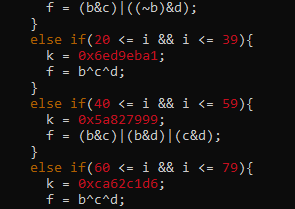 f = (b&c)|((~b)&d);
}
else if(20 <= i && i <= 39){
k = 0x6ed9eba1;
f = b^c^d;
}
else if(40 <= i && i <= 59){
k = 0x5a827999;
f = (b&c)|(b&d)|(c&d);
}
else if(60 <= i && i <= 79){
k = 0xca62c1d6;
f = b^c^d;